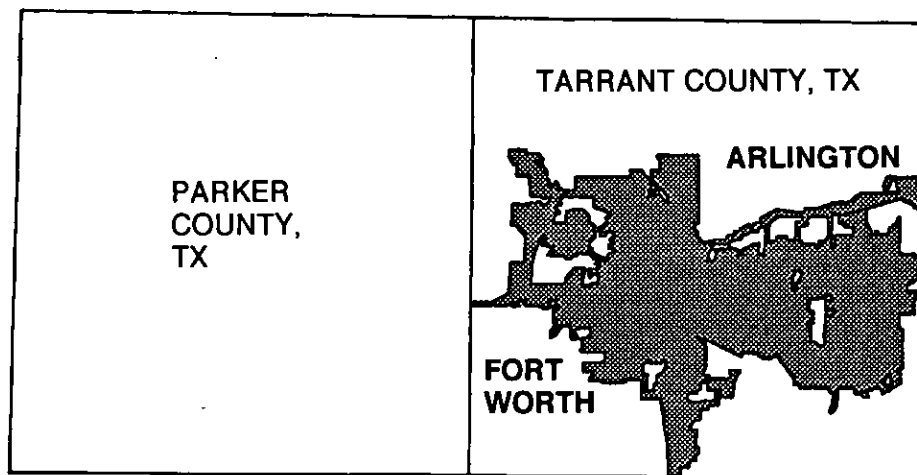 TARRANT COUNTY, TX
ARLINGTON
PARKER
COUNTY,
TX
FORT
WORTH